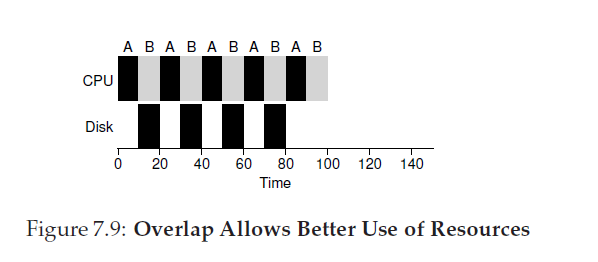 A B A B A B A B A B
CPU
Disk
0 20 40 60 80 100 120 140
Time
Figure 7.9: Overlap Allows Better Use of Resources